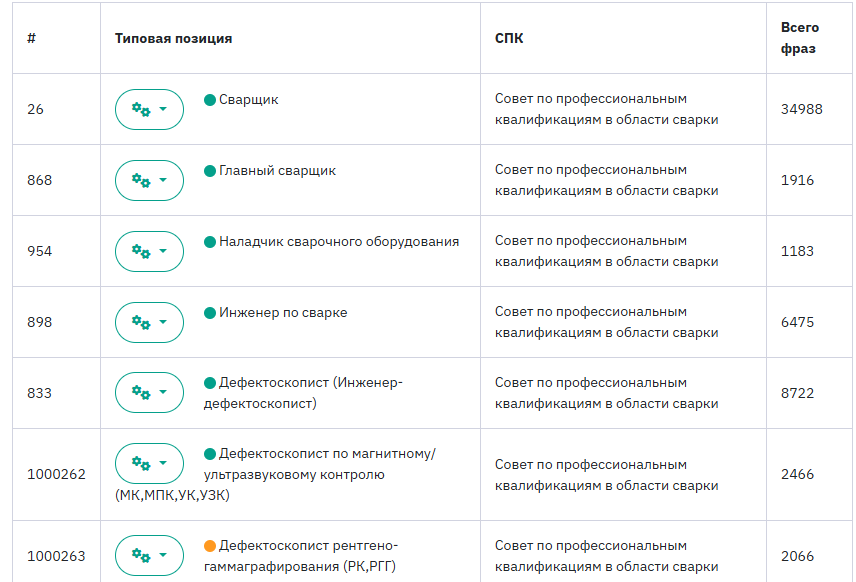 # Типовая позиция СПК Всего фраз
26 Сварщик Совет по профессиональным квалификациям в области сварки 34988
868 Главный сварщик Совет по профессиональным квалификациям в области сварки 1916
954 Наладчик сварочного оборудования Совет по профессиональным квалификациям в области сварки 1183
898 Инженер по сварке Совет по профессиональным квалификациям в области сварки 6475
833 Дефектоскопист (Инженер-дефектоскопист) Совет по профессиональным квалификациям в области сварки 8722
1000262 Дефектоскопист по магнитному/ультразвуковому контролю (МК,МПК,УК,УЗК) Совет по профессиональным квалификациям в области сварки 2466
1000263 Дефектоскопист рентгено-гаммаграфирования (РК,РГГ) Совет по профессиональным квалификациям в области сварки 2066